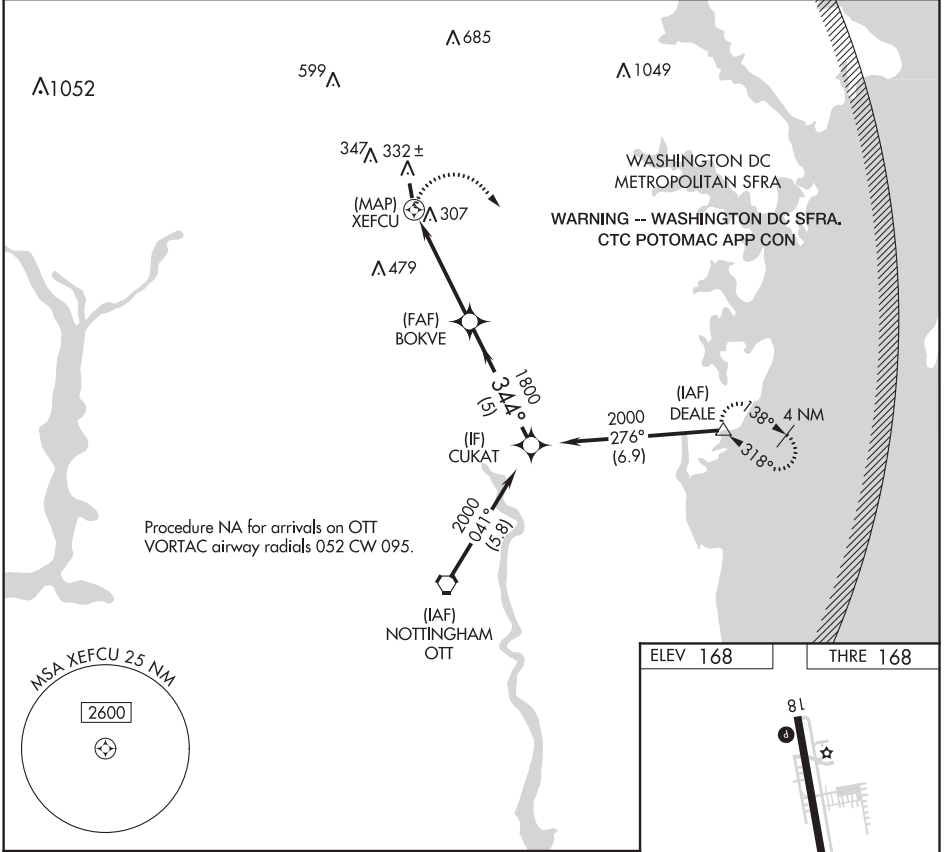 685
599
1049
1052
347
332 ±
WASHINGTON DC
METROPOLITAN SFRA
WARNING -- WASHINGTON DC SFRA.
CTC POTOMAC APP CON
(MAP)
XEFCU
307
479
(FAF)
BOKVE
1800
344°
(5)
(IAF)
DEALE
138°
4 NM
318°
2000
276°
(6.9)
(IF)
CUKAT
2000
041°
(5.8)
Procedure NA for arrivals on OTT
VORTAC airway radials 052 CW 095.
(IAF)
NOTTINGHAM
OTT
MSA XEFCU 25 NM
2600
ELEV 168
THRE 168
18
P